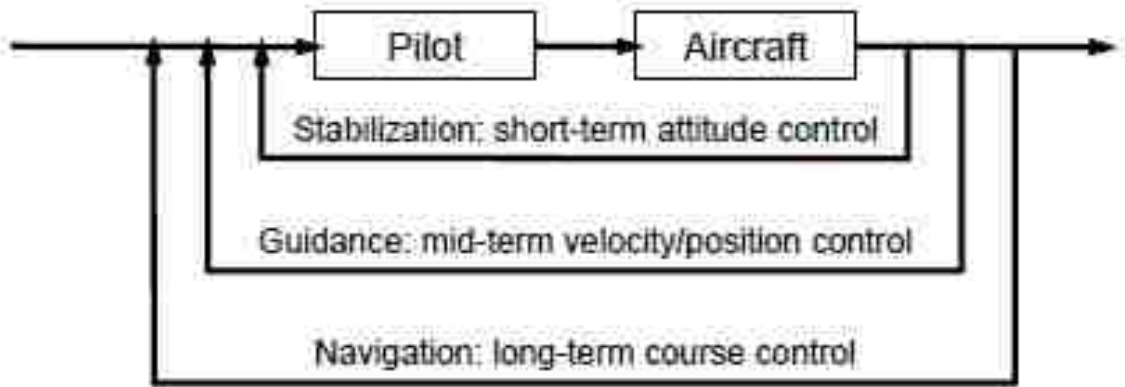 Pilot
Aircraft
Stabilization: short-term attitude control
Guidance: mid-term velocity/position control
Navigation: long-term course control